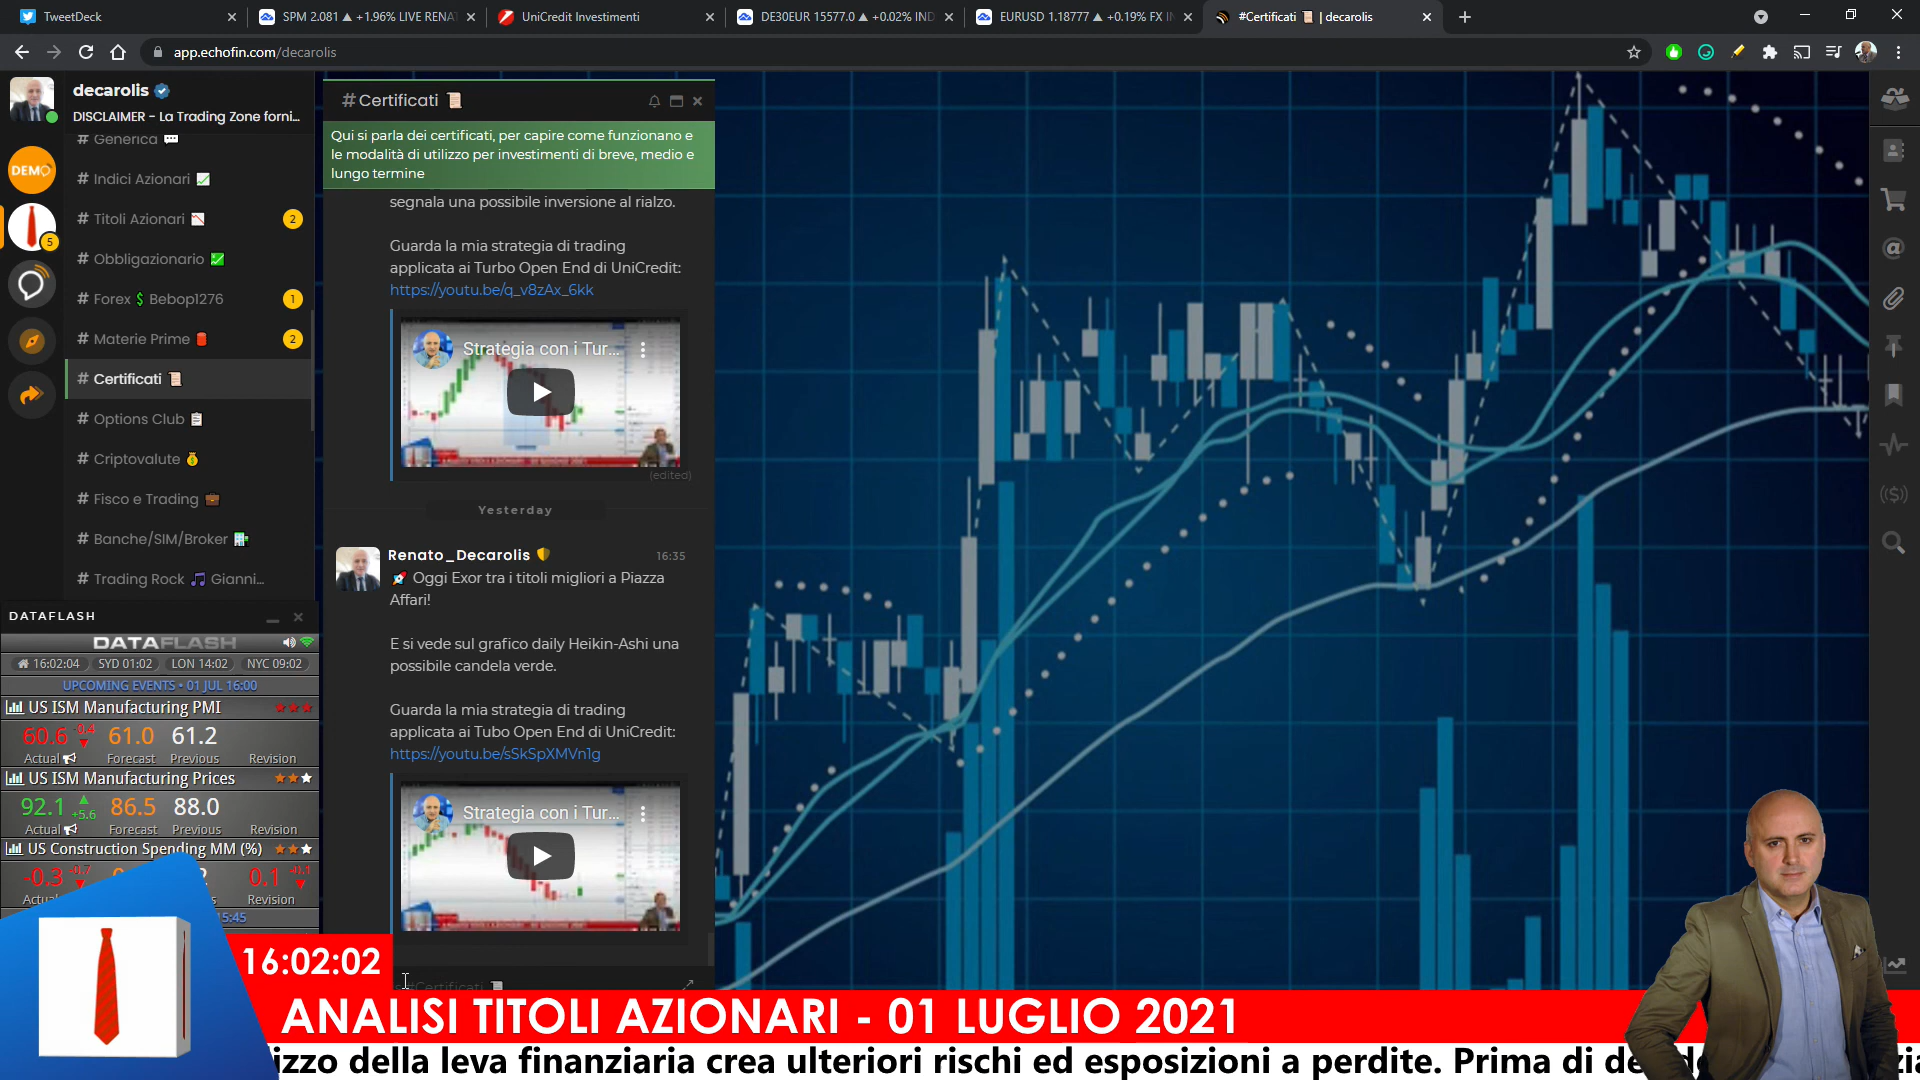 TweetDeck
SPM 2.081 ▲ +1.96% LIVE RENA
UniCredit Investimenti
DE30EUR 15577.0 ▲ +0.02% IND
EURUSD 1.18777 ▲ +0.19% FX IN
#Certificati 📜 | decarolis
app.echofin.com/decarolis
decarolis
DISCLAIMER - La Trading Zone forni...
# Generica 💬
DEMO
# Indici Azionari
# Titoli Azionari 2
5
# Obbligazionario
# Forex $ Bebop1276 1
# Materie Prime 2
# Certificati 📜
# Options Club
# Criptovalute
# Fisco e Trading
# Banche/SIM/Broker
# Trading Rock 🎵 Gianni...
#Certificati 📜
Qui si parla dei certificati, per capire come funzionano e
le modalità di utilizzo per investimenti di breve, medio e
lungo termine
segnala una possibile inversione al rialzo.
Guarda la mia strategia di trading
applicata ai Turbo Open End di UniCredit:
https://youtu.be/q_v8zAx_6kk
Strategia con i Tur...
(edited)
Yesterday
Renato_Decarolis 16:35
🚀 Oggi Exor tra i titoli migliori a Piazza
Affari!
E si vede sul grafico daily Heikin-Ashi una
possibile candela verde.
Guarda la mia strategia di trading
applicata ai Tubo Open End di UniCredit:
https://youtu.be/sSkSpXMVn1g
Strategia con i Tur...
#Certificati 📜
DATAFLASH
DATAFLASH
16:02:04 SYD 01:02 LON 14:02 NYC 09:02
UPCOMING EVENTS • 01 JUL 16:00
US ISM Manufacturing PMI ★★★
60.6 -0.4 ▼ 61.0 61.2
Actual Forecast Previous Revision
US ISM Manufacturing Prices ★★★
92.1 ▲ +5.6 86.5 88.0
Actual Forecast Previous Revision
US Construction Spending MM (%) ★★★
-0.3 -0.7 0.1
Revision
15:45
16:02:02
ANALISI TITOLI AZIONARI - 01 LUGLIO 2021
izzo della leva finanziaria crea ulteriori rischi ed esposizioni a perdite. Prima di de